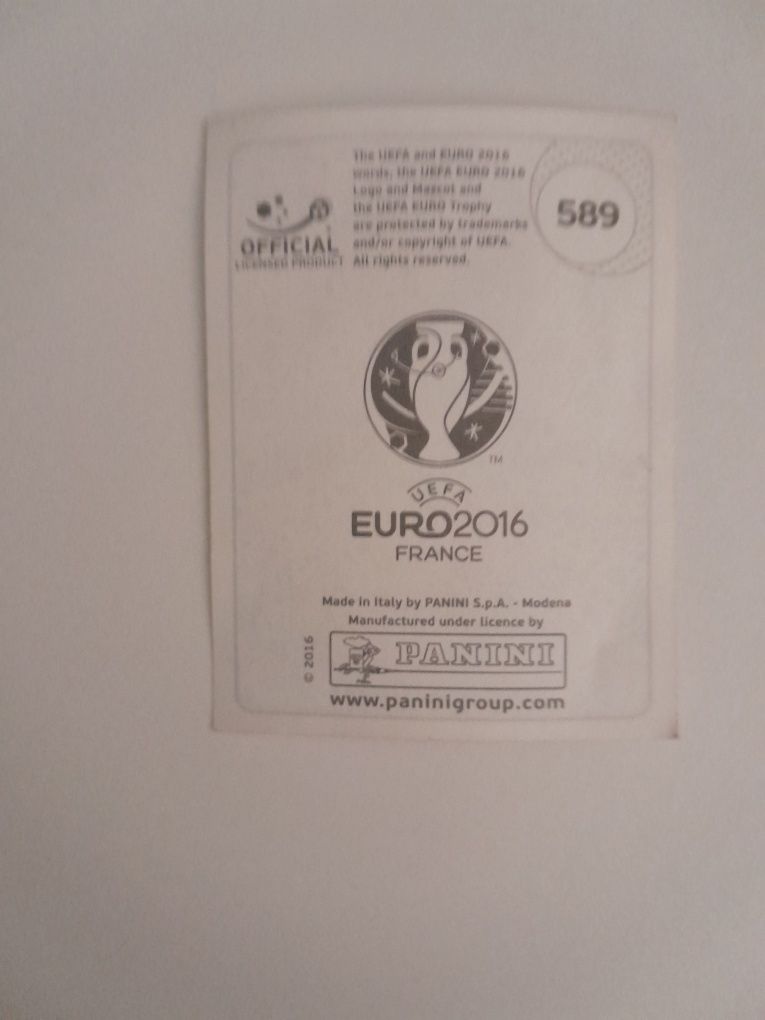 The UEFA and EURO 2016
words, the UEFA EURO 2016
Logo and Mascot and
the UEFA EURO Trophy
are protected by trademarks
and/or copyright of UEFA.
All rights reserved.
OFFICIAL
LICENSED PRODUCT
589
TM
UEFA
EURO2016
FRANCE
Made in Italy by PANINI S.p.A. - Modena
Manufactured under licence by
© 2016
PANINI
www.paninigroup.com